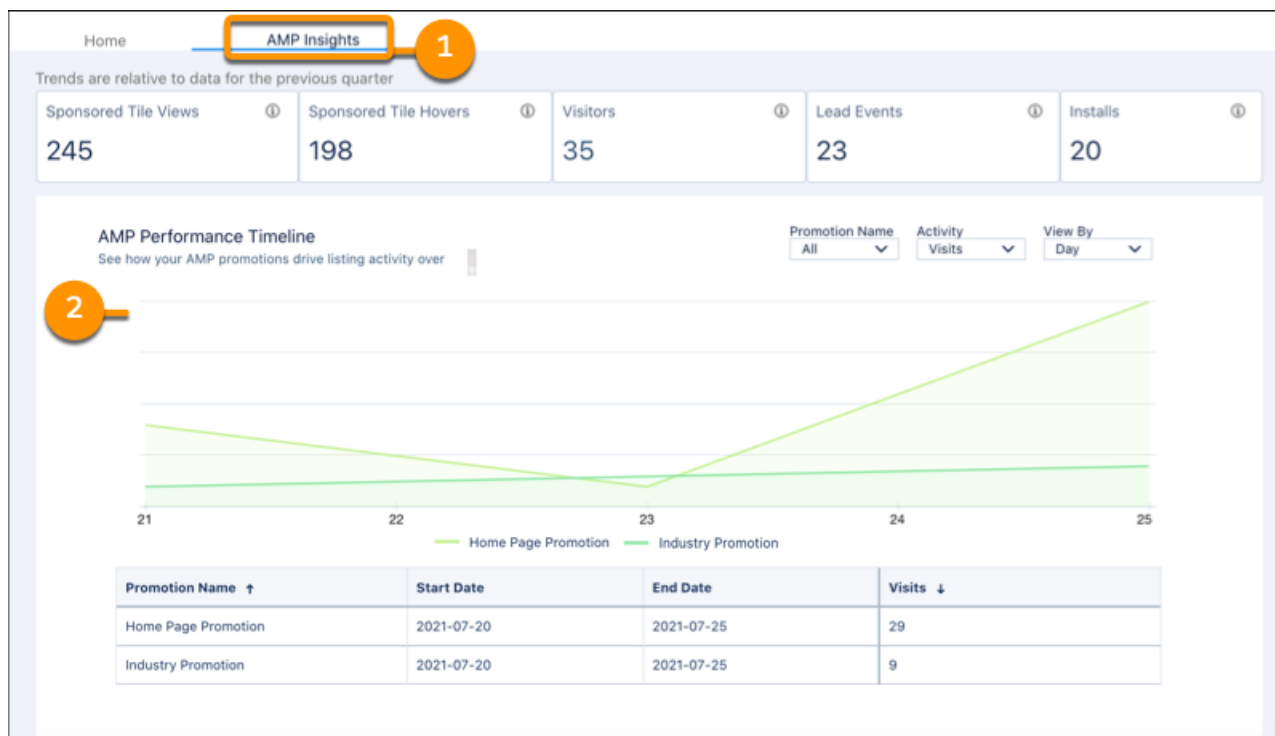 Home AMP Insights 1
Trends are relative to data for the previous quarter
Sponsored Tile Views Sponsored Tile Hovers Visitors Lead Events Installs
245 198 35 23 20
AMP Performance Timeline
See how your AMP promotions drive listing activity over
Promotion Name Activity View By
All Visits Day
2
21 22 23 24 25
Home Page Promotion Industry Promotion
Promotion Name ↑ Start Date End Date Visits ↓
Home Page Promotion 2021-07-20 2021-07-25 29
Industry Promotion 2021-07-20 2021-07-25 9